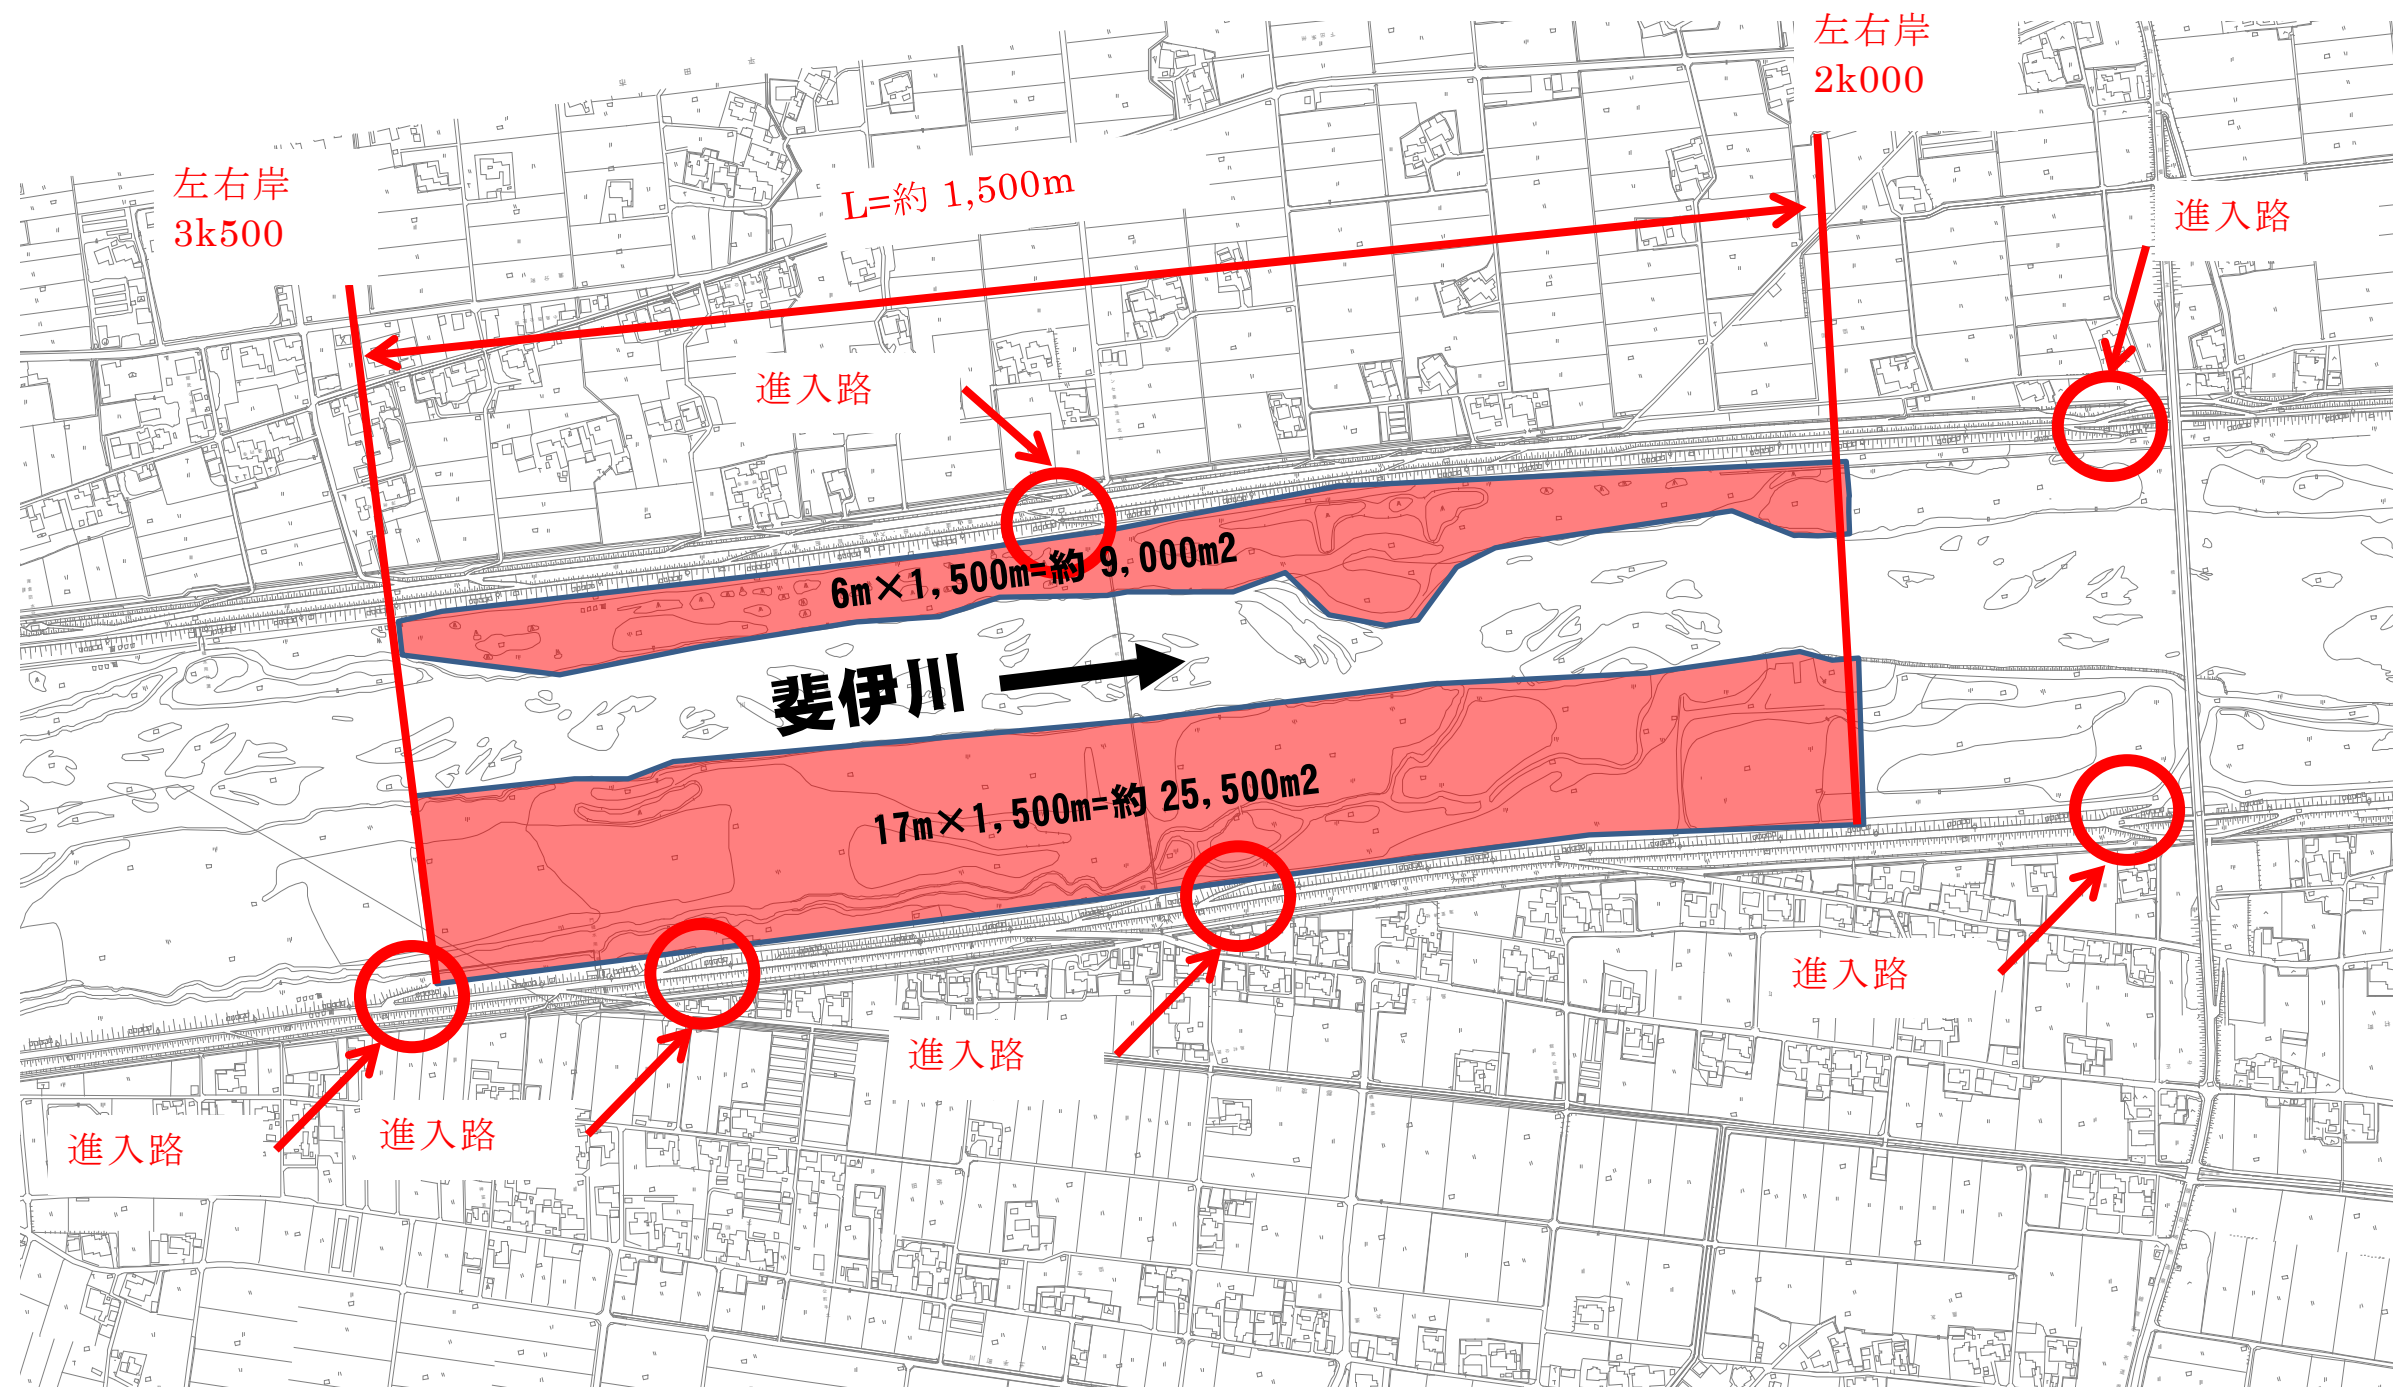 左右岸
2k000
左右岸
3k500
L=約 1,500m
進入路
進入路
6m×1,500m=約 9,000m2
斐伊川
17m×1,500m=約 25,500m2
進入路
進入路
進入路
進入路